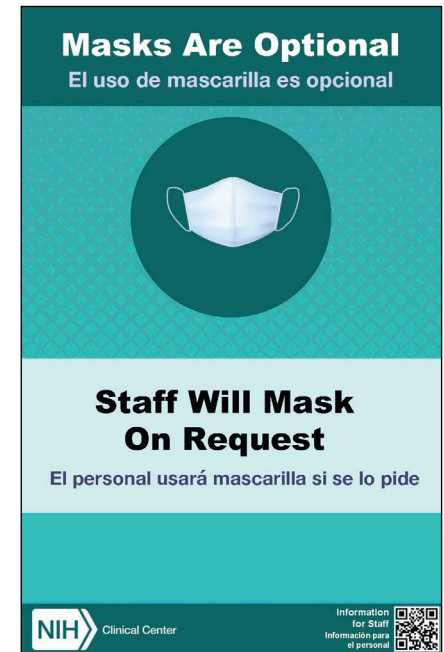 Masks Are Optional
El uso de mascarilla es opcional
Staff Will Mask
On Request
El personal usará mascarilla si se lo pide
NIH Clinical Center
Information
for Staff
Información para
el personal